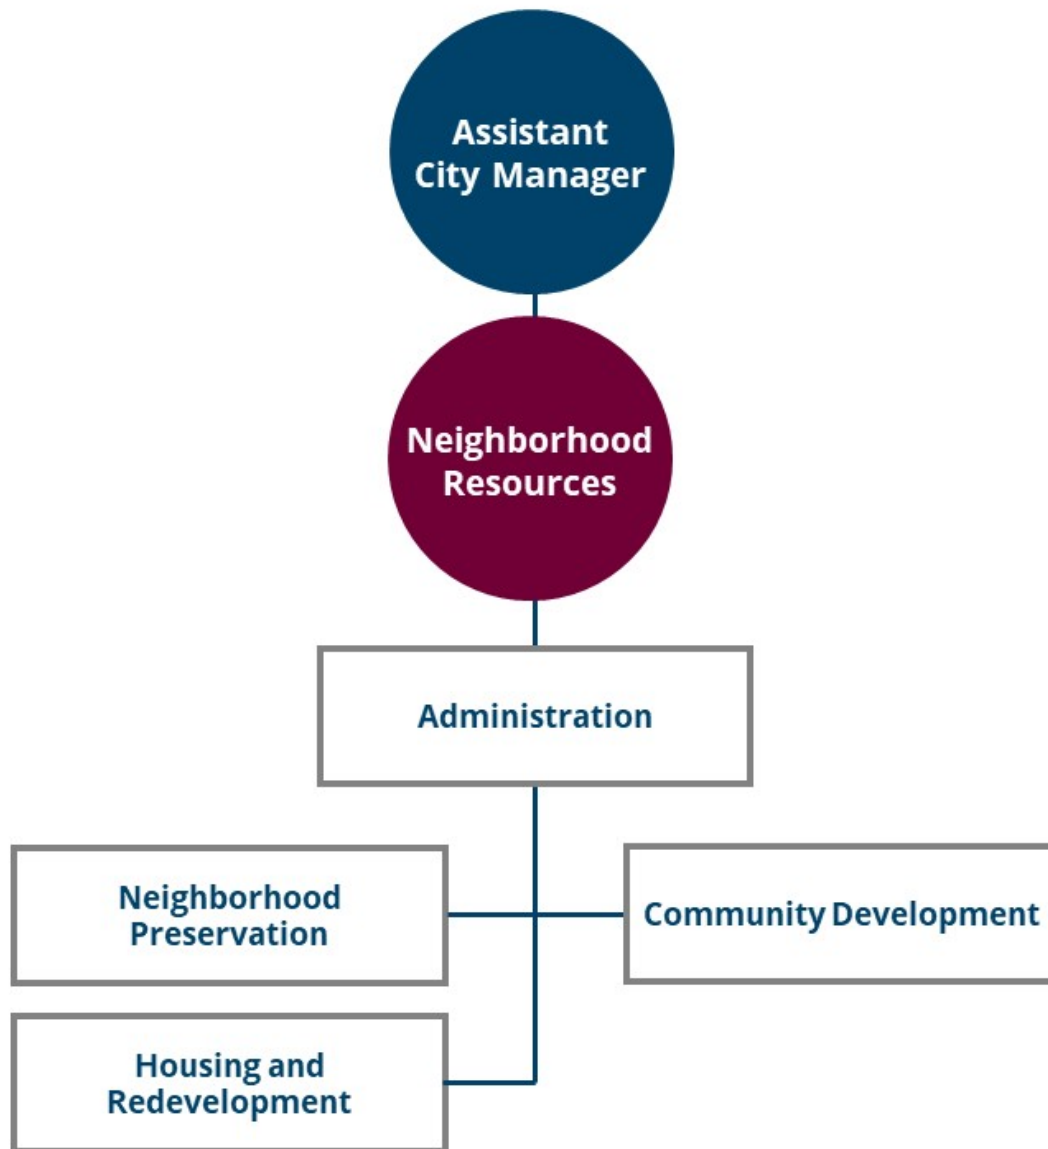 Assistant
City Manager
Neighborhood
Resources
Administration
Neighborhood
Preservation
Community Development
Housing and
Redevelopment